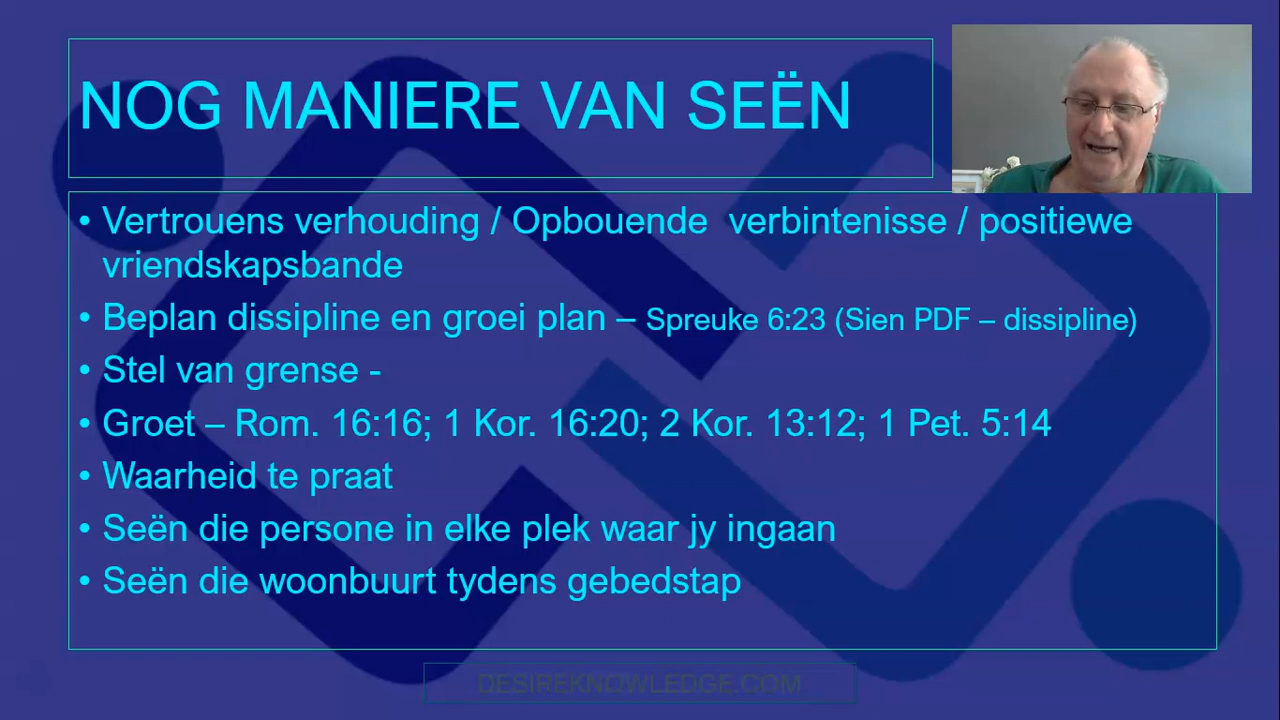 NOG MANIERE VAN SEËN
• Vertrouens verhouding / Opbouende  verbintenisse / positiewe
vriendskapsbande
• Beplan dissipline en groei plan – Spreuke 6:23 (Sien PDF – dissipline)
• Stel van grense -
• Groet – Rom. 16:16; 1 Kor. 16:20; 2 Kor. 13:12; 1 Pet. 5:14
• Waarheid te praat
• Seën die persone in elke plek waar jy ingaan
• Seën die woonbuurt tydens gebedstap
DESIREKNOWLEDGE.COM